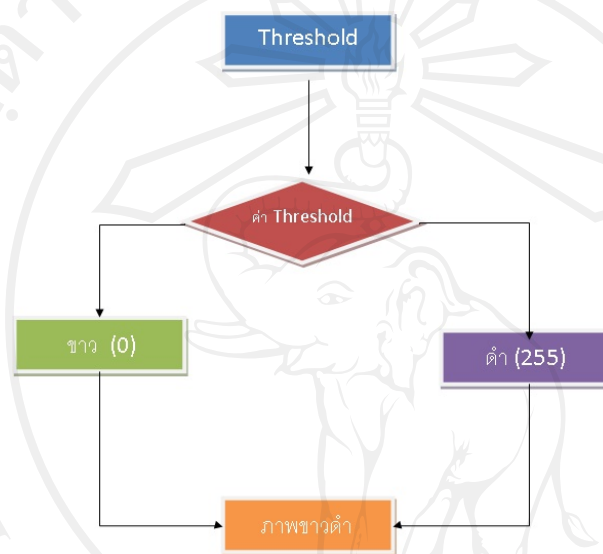 Threshold
ค่า Threshold
ขาว (0)
ดำ (255)
ภาพขาวดำ